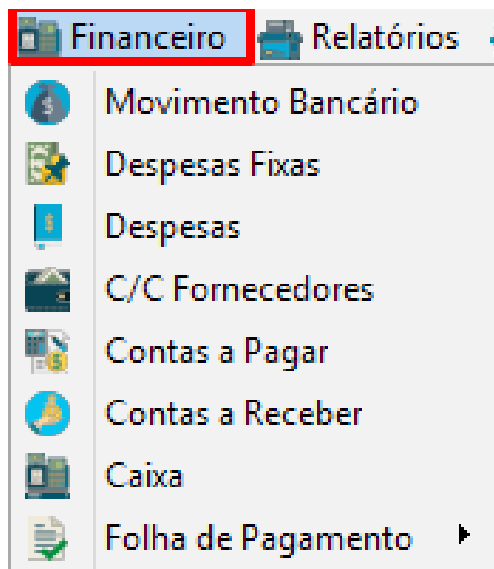 Financeiro Relatórios
Movimento Bancário
Despesas Fixas
Despesas
C/C Fornecedores
Contas a Pagar
Contas a Receber
Caixa
Folha de Pagamento